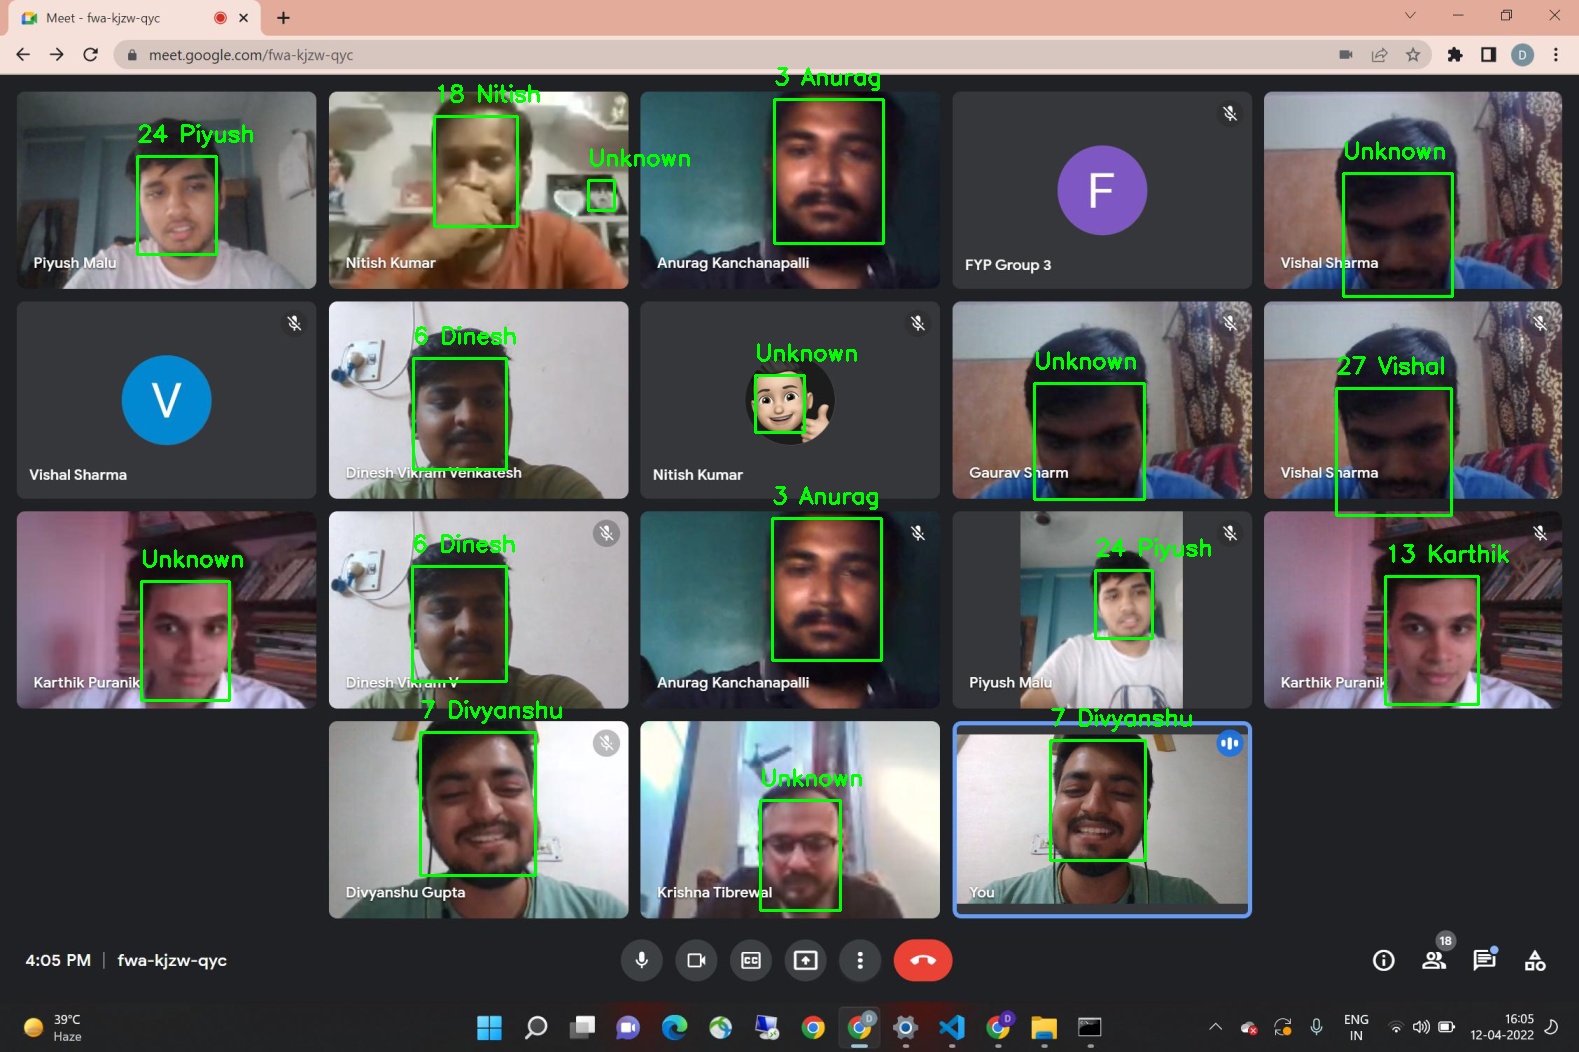 Meet - fwa-kjzw-qyc
meet.google.com/fwa-kjzw-qyc
D
24 Piyush
Piyush Malu
18 Nitish
Unknown
Nitish Kumar
3 Anurag
Anurag Kanchanapalli
F
FYP Group 3
Unknown
Vishal Sharma
V
Vishal Sharma
6 Dinesh
Dinesh Vikram Venkatesh
Unknown
Nitish Kumar
Unknown
Gaurav Sharm
27 Vishal
Vishal Sharma
Unknown
Karthik Puranik
6 Dinesh
Dinesh Vikram V
3 Anurag
Anurag Kanchanapalli
24 Piyush
Piyush Malu
13 Karthik
Karthik Puranik
7 Divyanshu
Divyanshu Gupta
Unknown
Krishna Tibrewal
7 Divyanshu
You
4:05 PM | fwa-kjzw-qyc
CC
18
39°C
Haze
D
D
ENG
IN
16:05
12-04-2022